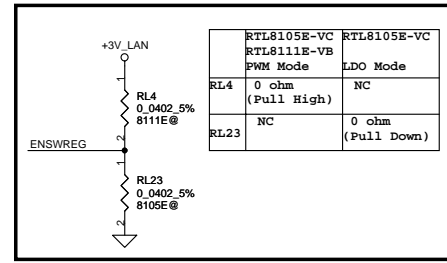 +3V_LAN
1
RL4
0_0402_5%
8111E@
2
ENSWREG
1
RL23
0_0402_5%
8105E@
2
RTL8105E-VC RTL8105E-VC
RTL8111E-VB
PWM Mode LDO Mode
RL4 0 ohm NC
(Pull High)
RL23 NC 0 ohm
(Pull Down)